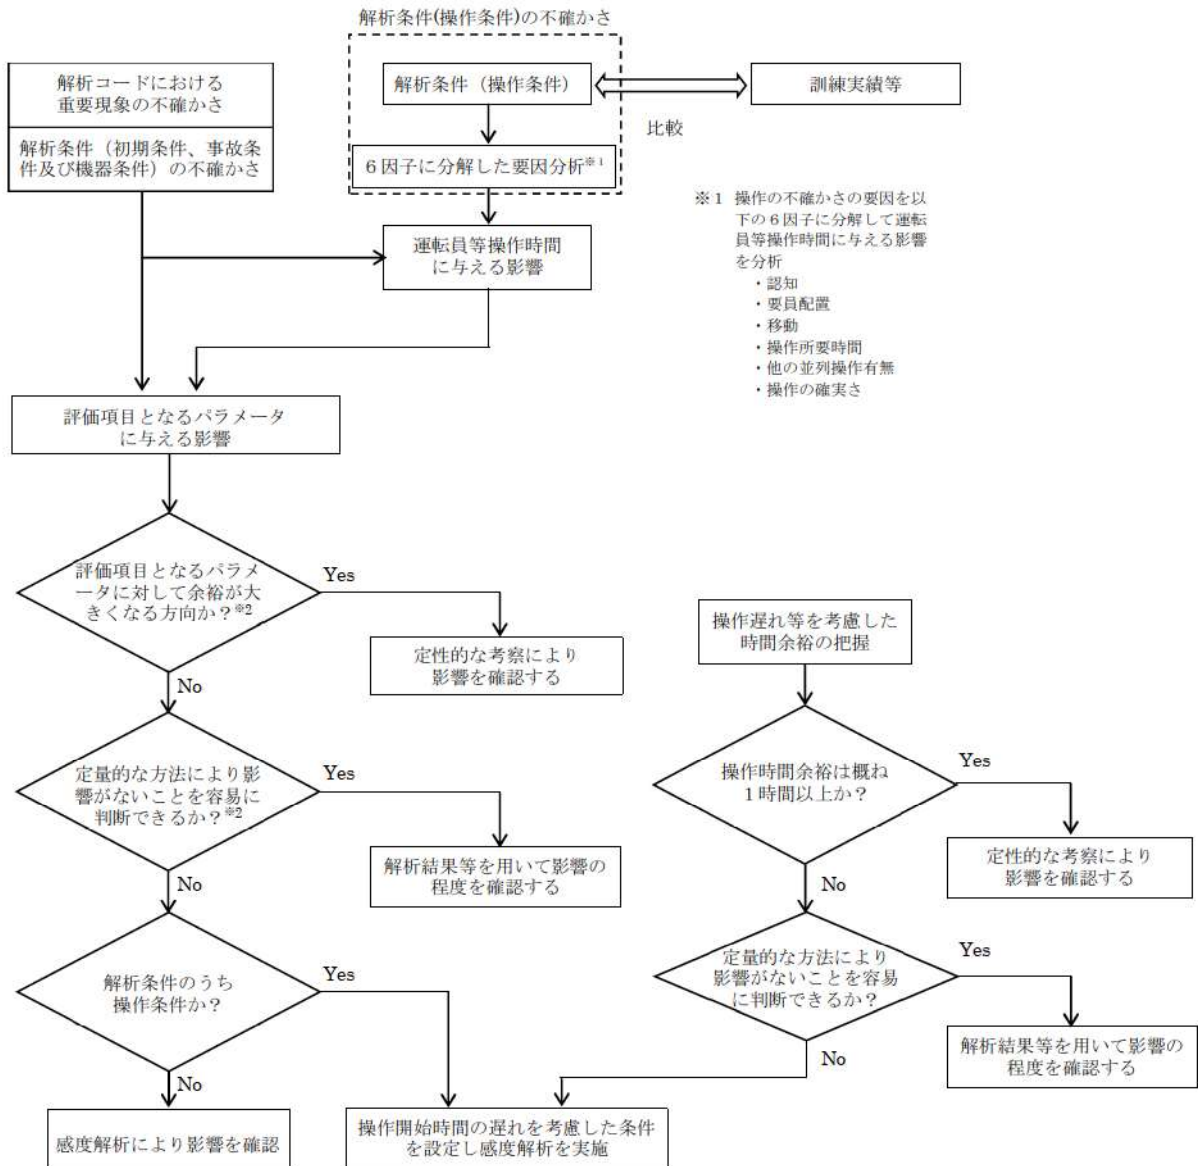 解析条件(操作条件)の不確かさ
解析コードにおける
重要現象の不確かさ
解析条件（初期条件、事故条
件及び機器条件）の不確かさ
解析条件（操作条件）
訓練実績等
比較
６因子に分解した要因分析※１
※１ 操作の不確かさの要因を以
下の６因子に分解して運転
員等操作時間に与える影響
を分析
・認知
・要員配置
・移動
・操作所要時間
・他の並列操作有無
・操作の確実さ
運転員等操作時間
に与える影響
評価項目となるパラメータ
に与える影響
評価項目となるパラメ
ータに対して余裕が大
きくなる方向か？※2
Yes
定性的な考察により
影響を確認する
No
定量的な方法により影
響がないことを容易に
判断できるか？※2
Yes
解析結果等を用いて影響の
程度を確認する
No
解析条件のうち
操作条件か？
Yes
No
感度解析により影響を確認
操作開始時間の遅れを考慮した条件
を設定し感度解析を実施
操作遅れ等を考慮した
時間余裕の把握
操作時間余裕は概ね
１時間以上か？
Yes
定性的な考察により
影響を確認する
No
定量的な方法により
影響がないことを容易
に判断できるか？
Yes
解析結果等を用いて影響の
程度を確認する
No